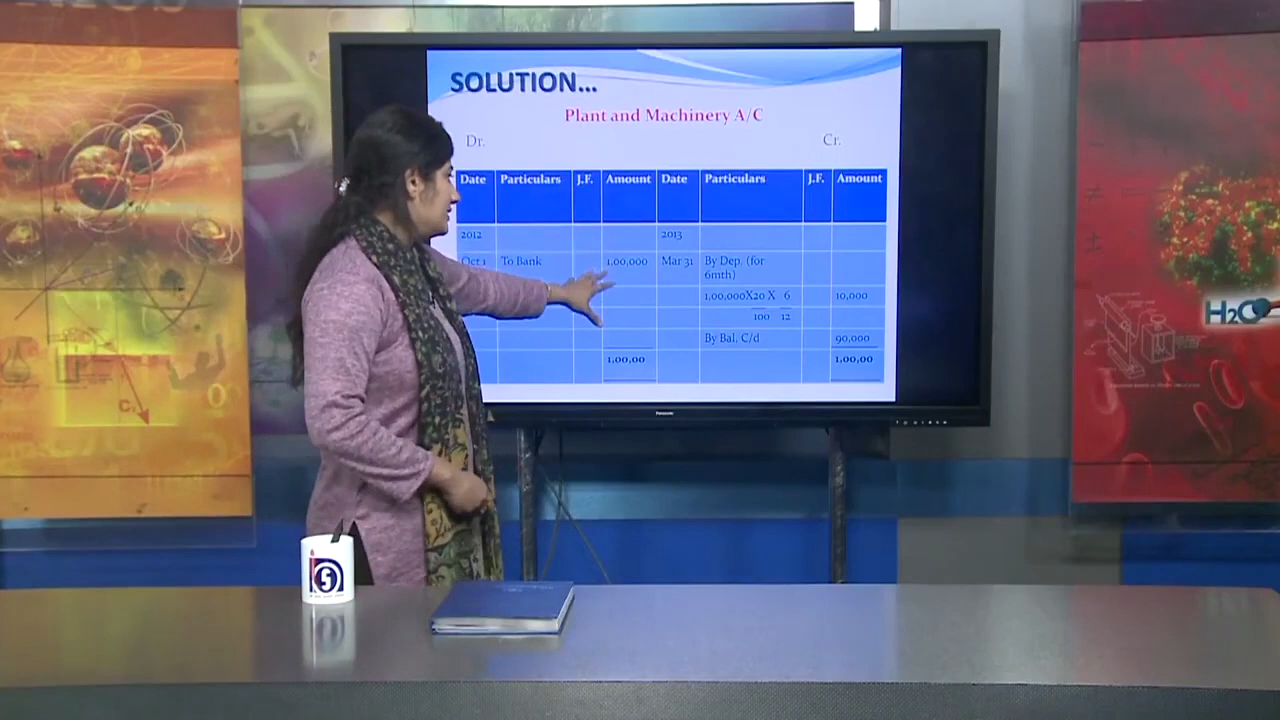 SOLUTION...
Plant and Machinery A/C
Dr. Cr.
Date Particulars J.F. Amount Date Particulars J.F. Amount
2012 2013
Oct 1 To Bank 1,00,000 Mar 31 By Dep. (for
6mth)
1,00,000X20 X 6 10,000
100 12
By Bal. C/d 90,000
1,00,00 1,00,00
Panasonic
H2O
C
5